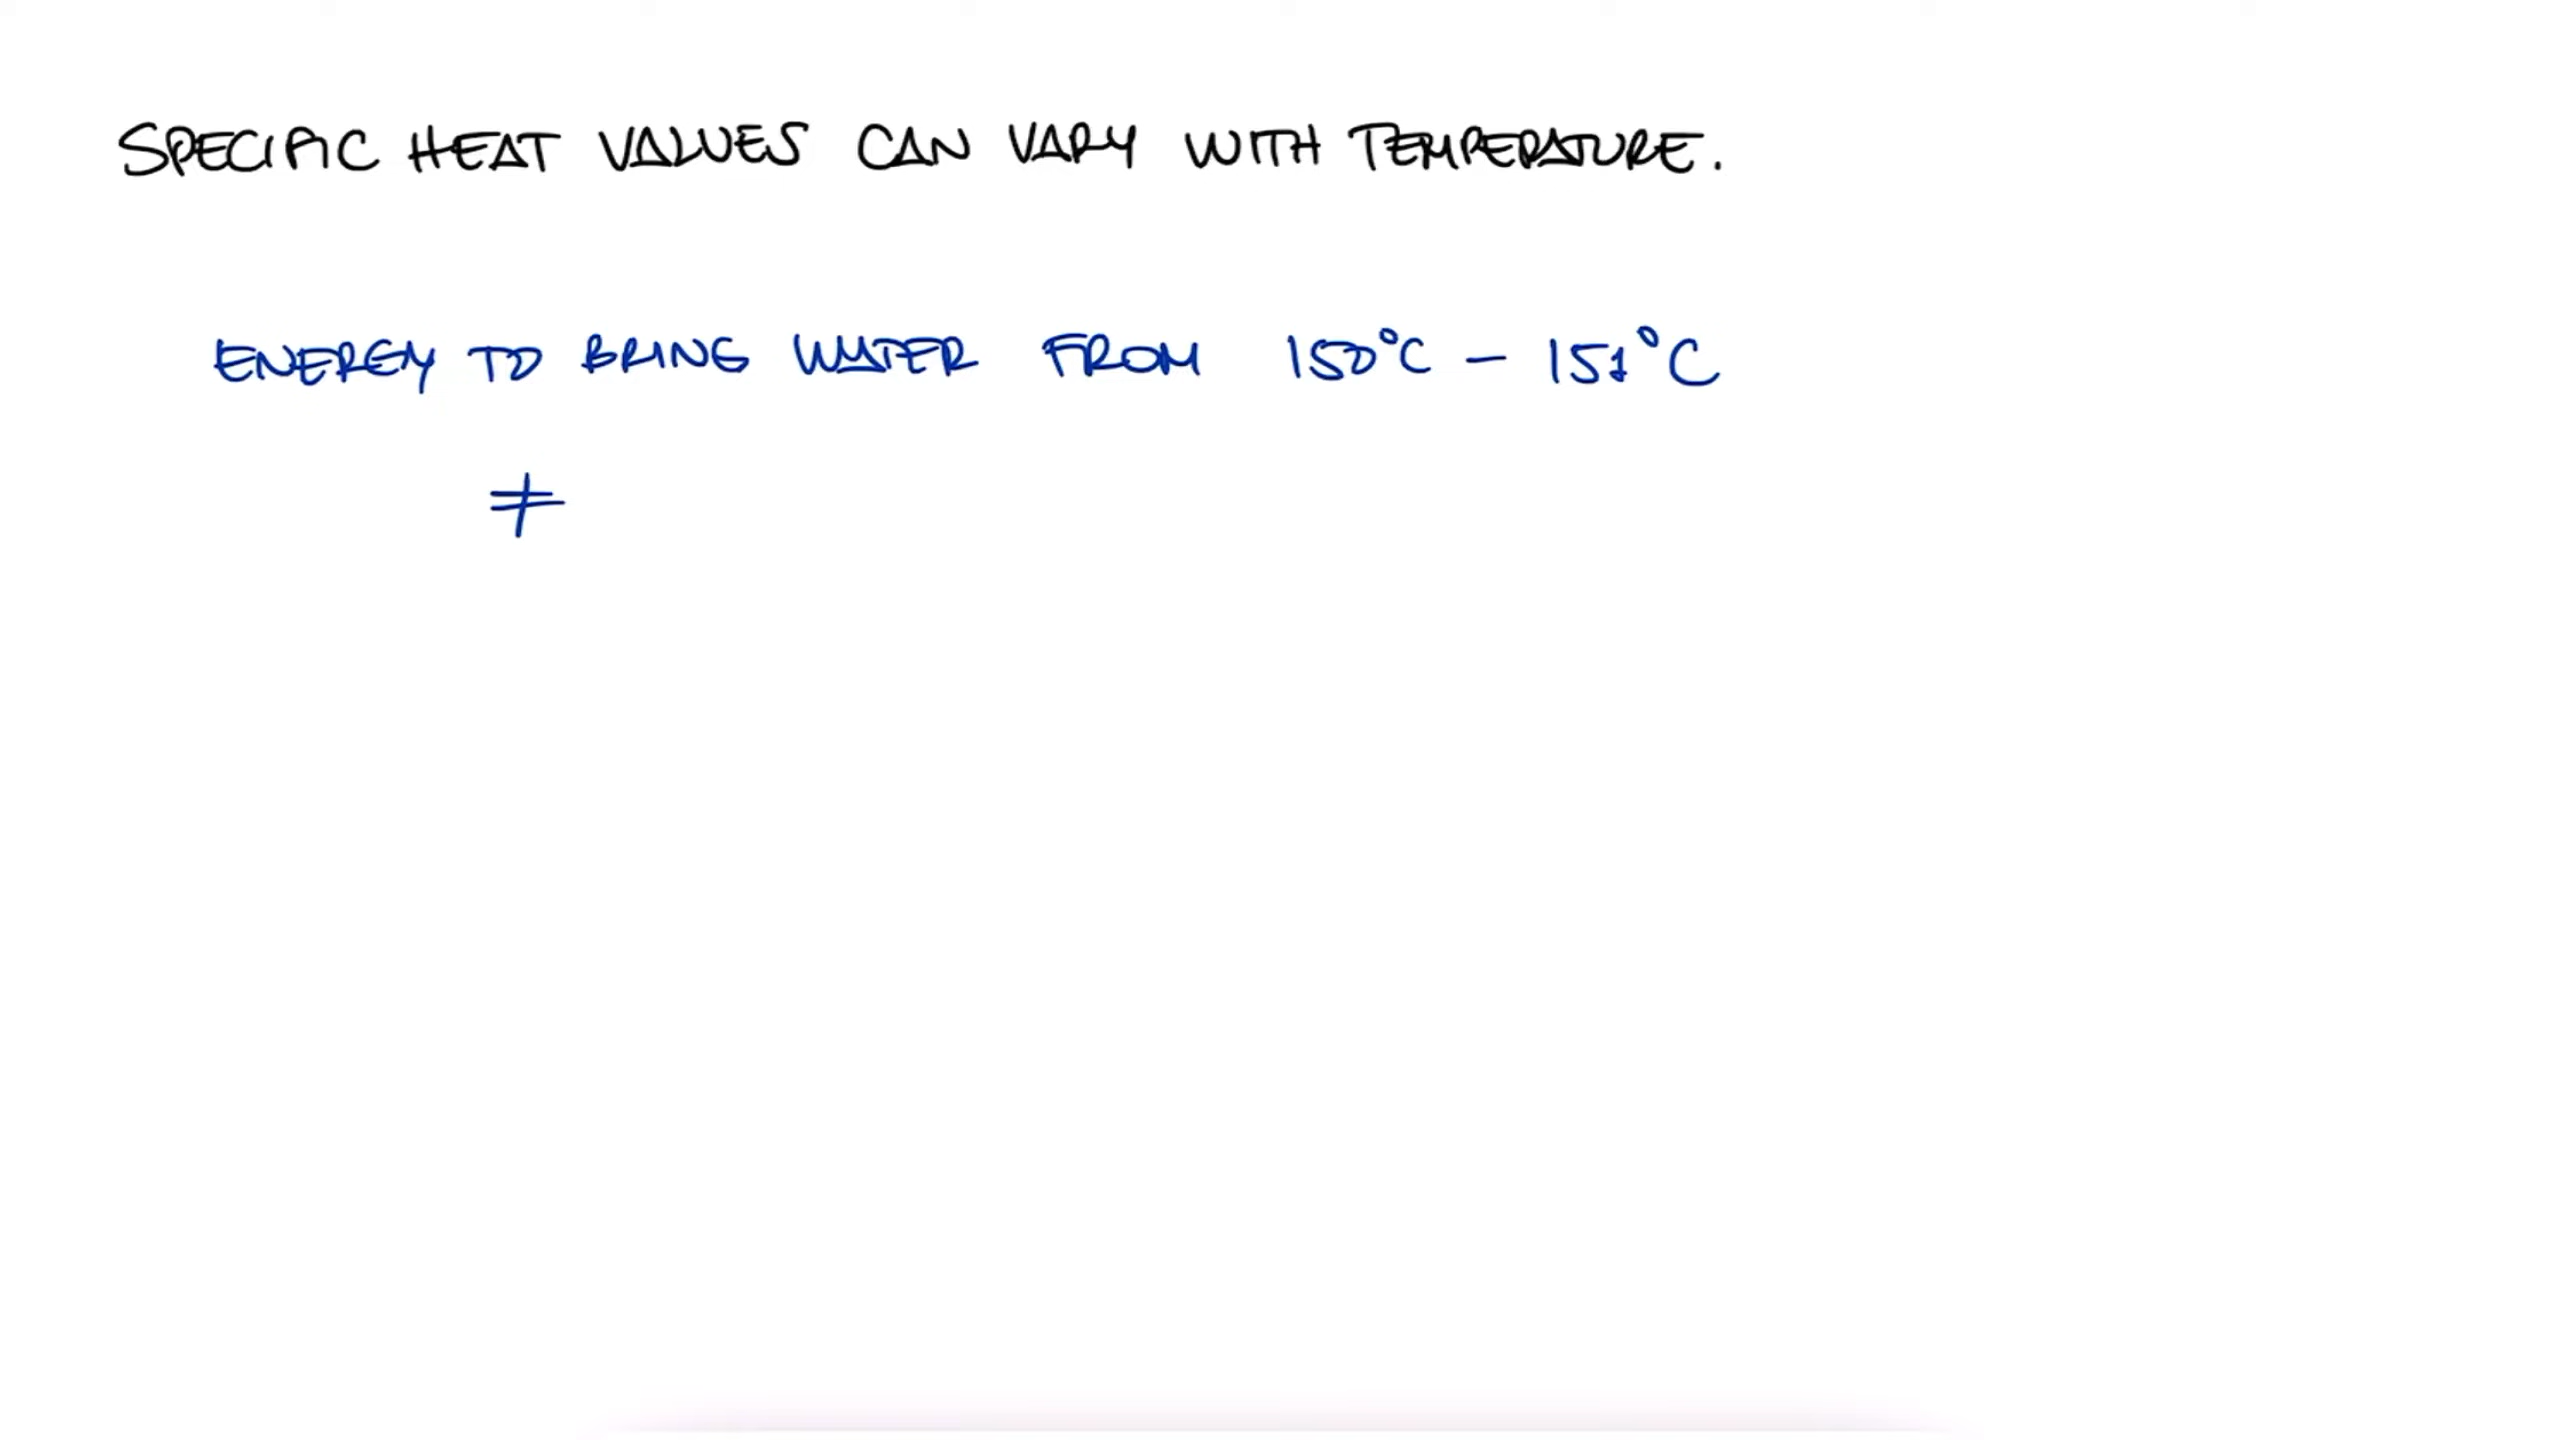 SPECIFIC HEAT VALUES CAN VARY WITH TEMPERATURE.
ENERGY TO BRING WATER FROM 150°C – 151°C
≠